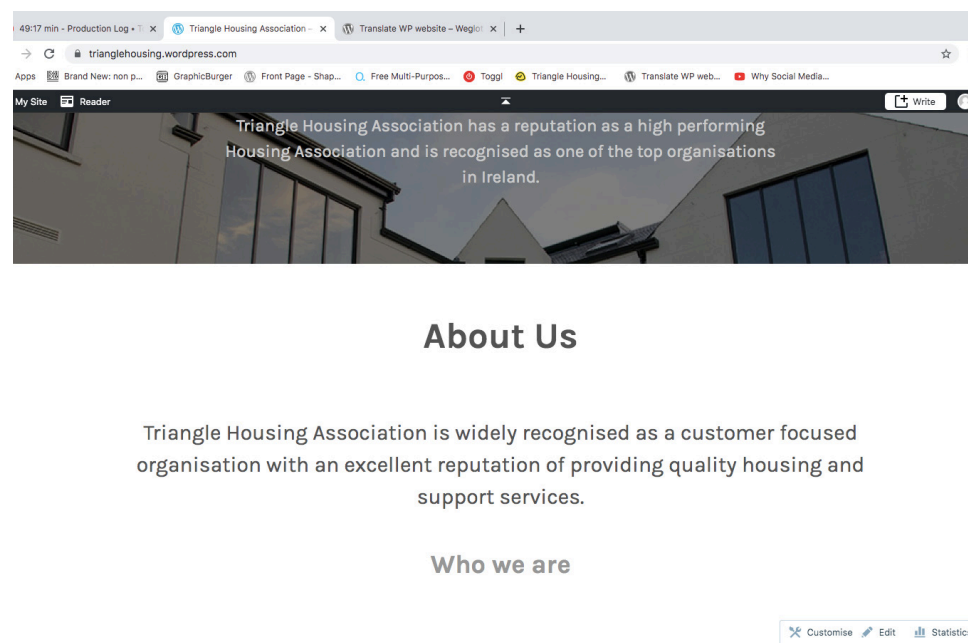 49:17 min - Production Log • T
Triangle Housing Association –
Translate WP website – Weglot
trianglehousing.wordpress.com
Apps Brand New: non p... GraphicBurger Front Page - Shap... Free Multi-Purpos... Toggl Triangle Housing... Translate WP web... Why Social Media...
My Site Reader Write
Triangle Housing Association has a reputation as a high performing
Housing Association and is recognised as one of the top organisations
in Ireland.
About Us
Triangle Housing Association is widely recognised as a customer focused
organisation with an excellent reputation of providing quality housing and
support services.
Who we are
Customise Edit Statistics